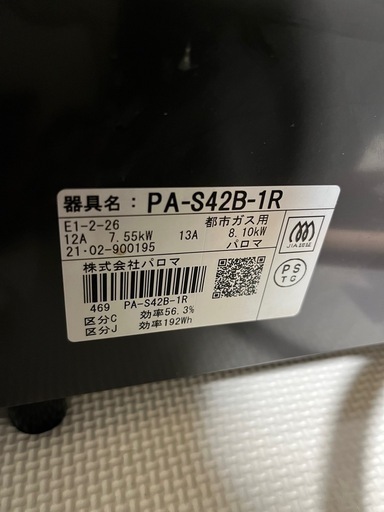 器具名: PA-S42B-1R
E1-2-26 都市ガス用
12A 7.55kW 13A 8.10kW
21·02-900195 パロマ
株式会社パロマ
469 PA-S42B-1R
区分C 効率56.3%
区分J 効率192Wh
PS
TG